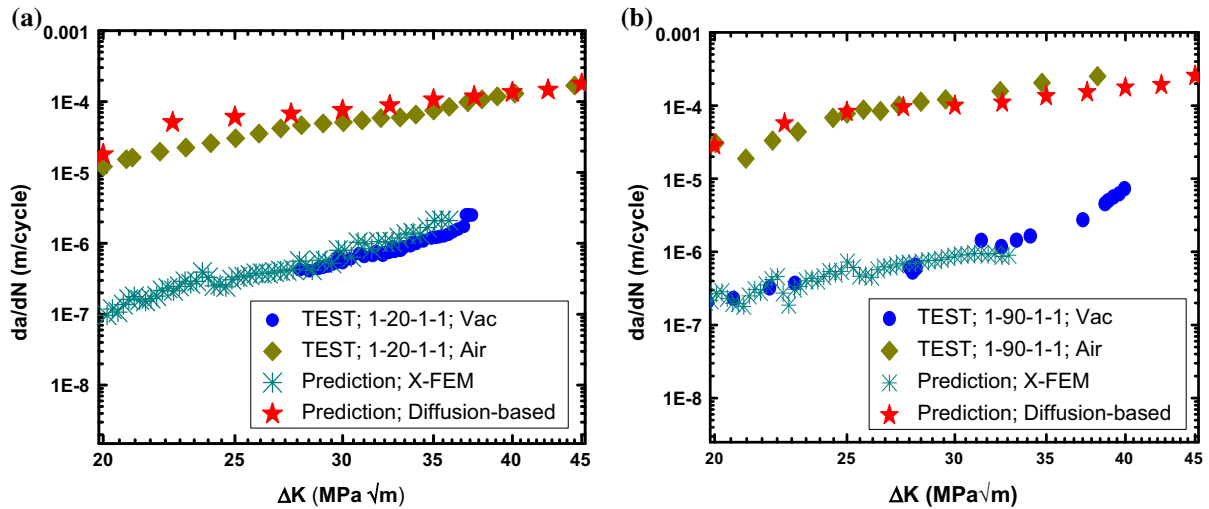 (a)
0.001
1E-4
1E-5
1E-6
1E-7
1E-8
da/dN (m/cycle)
TEST; 1-20-1-1; Vac
TEST; 1-20-1-1; Air
Prediction; X-FEM
Prediction; Diffusion-based
20 25 30 35 40 45
ΔK (MPa √m)
(b)
0.001
1E-4
1E-5
1E-6
1E-7
1E-8
da/dN (m/cycle)
TEST; 1-90-1-1; Vac
TEST; 1-90-1-1; Air
Prediction; X-FEM
Prediction; Diffusion-based
20 25 30 35 40 45
ΔK (MPa√m)